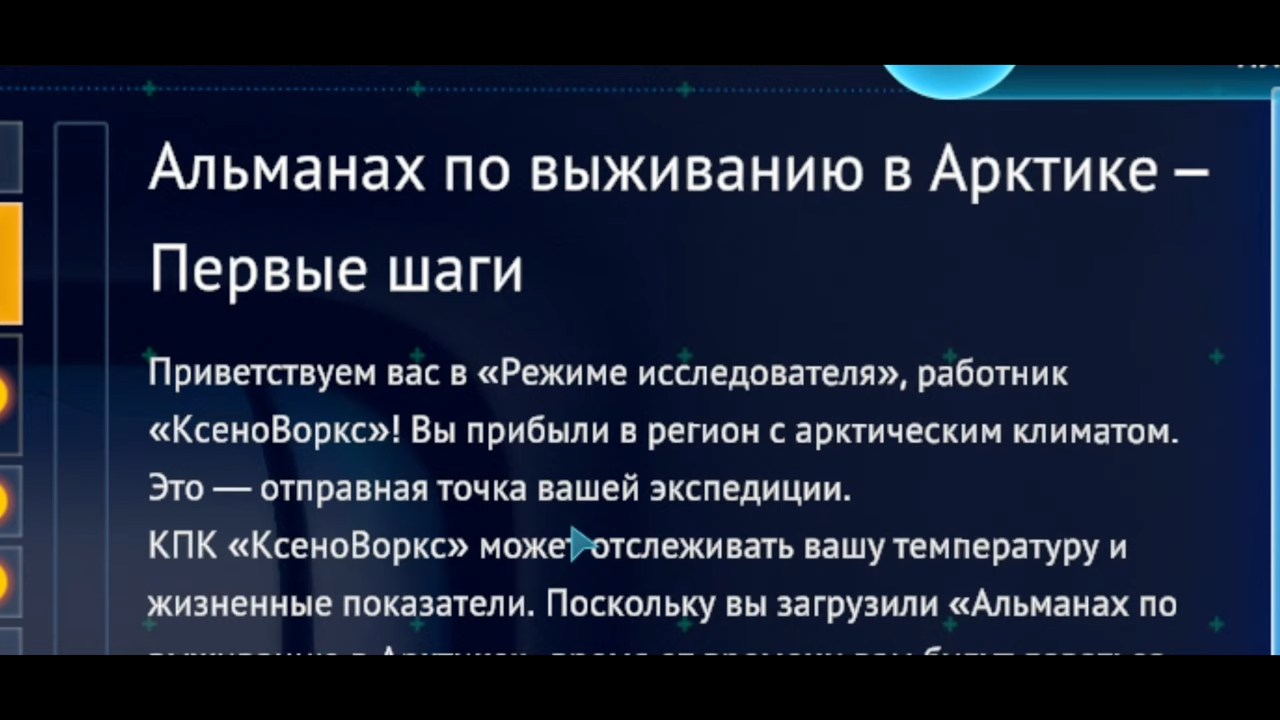 Альманах по выживанию в Арктике –
Первые шаги
Приветствуем вас в «Режиме исследователя», работник
«КсеноВоркс»! Вы прибыли в регион с арктическим климатом.
Это — отправная точка вашей экспедиции.
КПК «КсеноВоркс» может отслеживать вашу температуру и
жизненные показатели. Поскольку вы загрузили «Альманах по